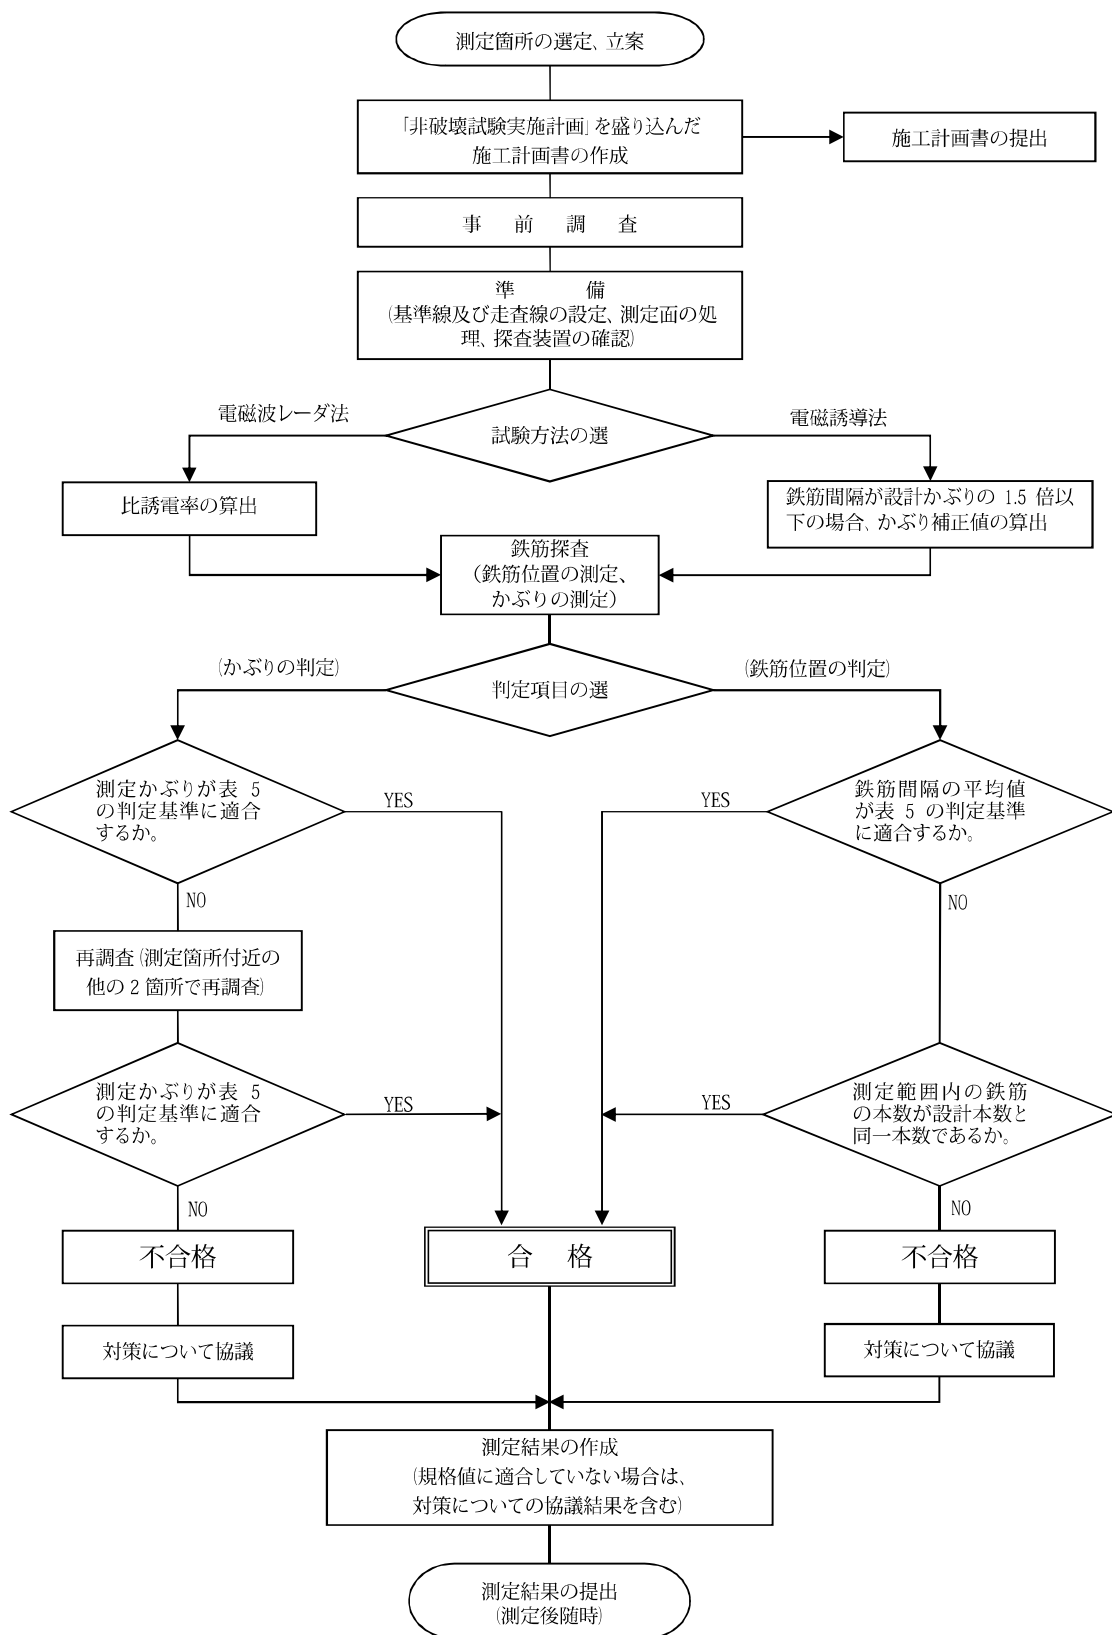 測定箇所の選定、立案
「非破壊試験実施計画」を盛り込んだ
施工計画書の作成
施工計画書の提出
事　前　調　査
準　　　備
(基準線及び走査線の設定、測定面の処
理、探査装置の確認)
電磁波レーダ法
試験方法の選
電磁誘導法
比誘電率の算出
鉄筋間隔が設計かぶりの 1.5 倍以
下の場合、かぶり補正値の算出
鉄筋探査
（鉄筋位置の測定、
かぶりの測定）
(かぶりの判定)
判定項目の選
(鉄筋位置の判定)
測定かぶりが表 5
の判定基準に適合
するか。
YES
YES
鉄筋間隔の平均値
が表 5 の判定基準
に適合するか。
NO
NO
再調査(測定箇所付近の
他の 2 箇所で再調査)
測定かぶりが表 5
の判定基準に適合
するか。
YES
YES
測定範囲内の鉄筋
の本数が設計本数と
同一本数であるか。
NO
NO
不合格
合　格
不合格
対策について協議
対策について協議
測定結果の作成
(規格値に適合していない場合は、
対策についての協議結果を含む)
測定結果の提出
(測定後随時)